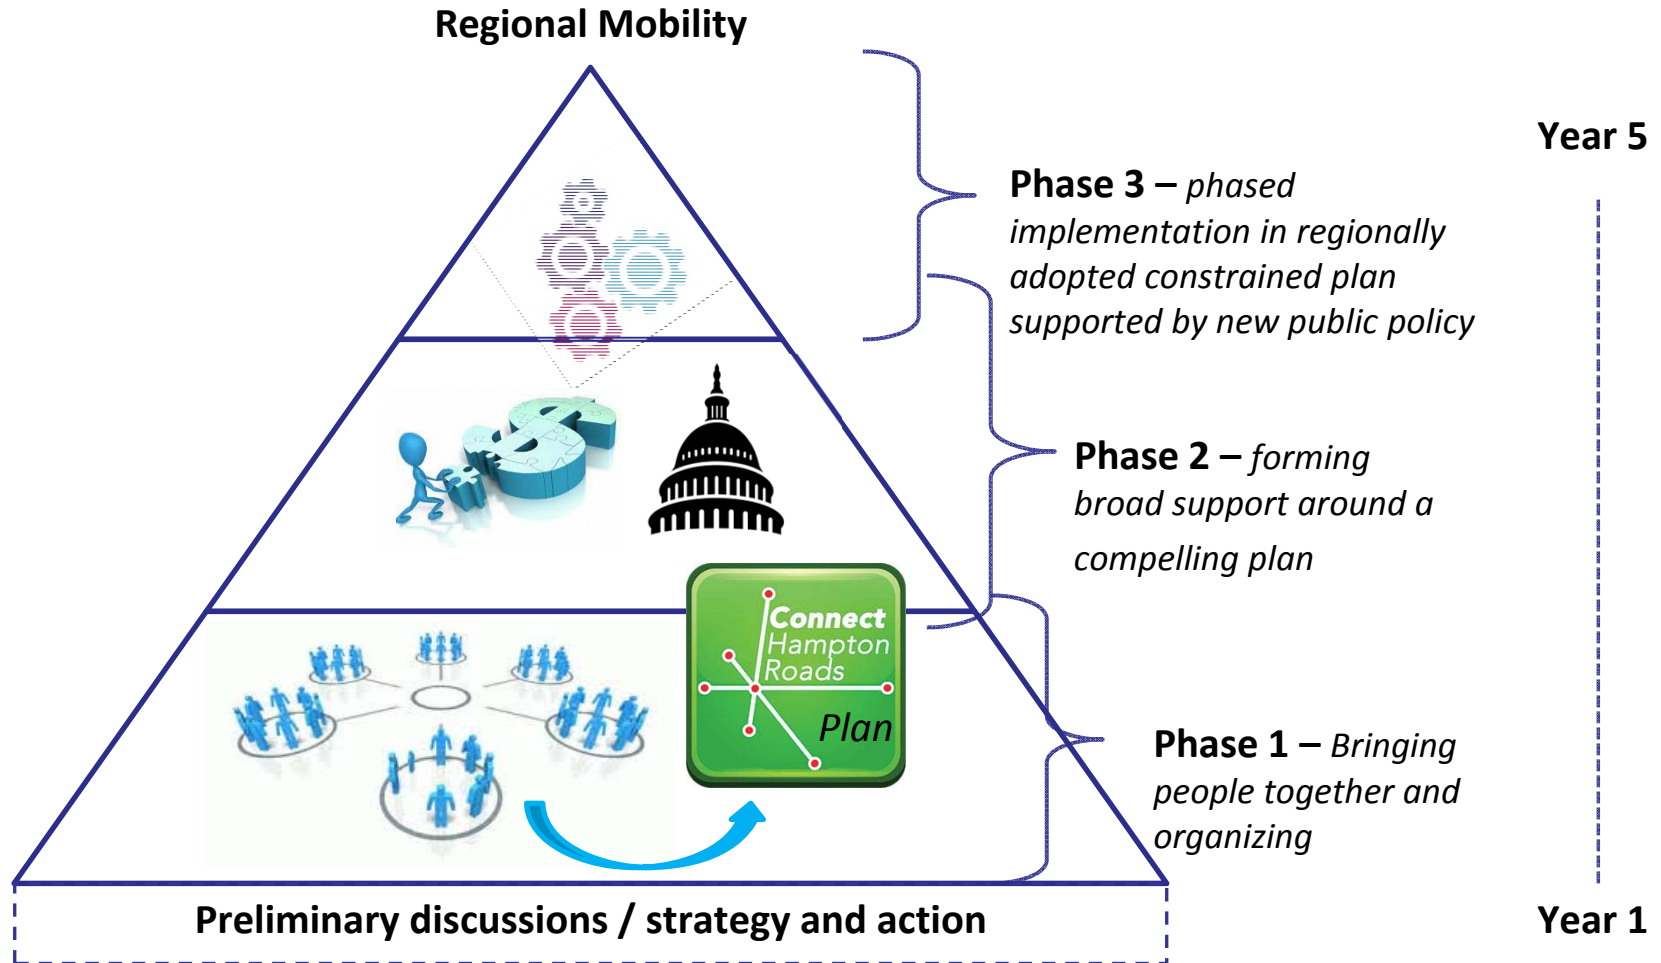 Regional Mobility
Year 5
Phase 3 – phased
implementation in regionally
adopted constrained plan
supported by new public policy
Phase 2 – forming
broad support around a
compelling plan
Connect
Hampton
Roads
Plan
Phase 1 – Bringing
people together and
organizing
Preliminary discussions / strategy and action
Year 1